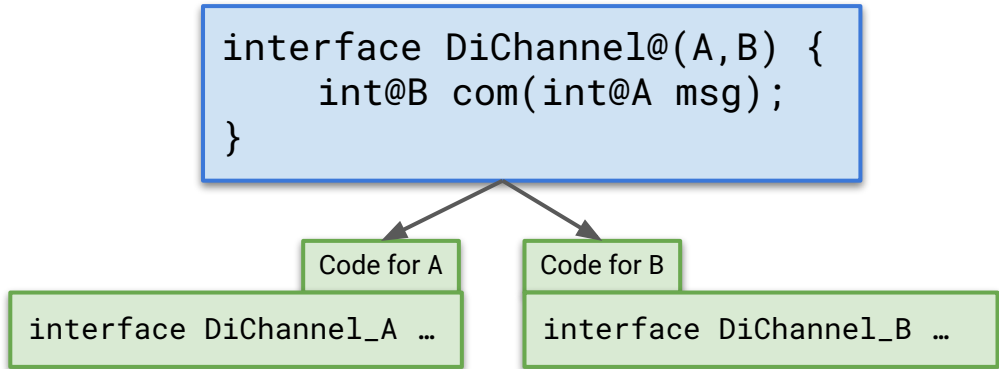 interface DiChannel@(A,B) {
    int@B com(int@A msg);
}
Code for A
Code for B
interface DiChannel_A …
interface DiChannel_B …